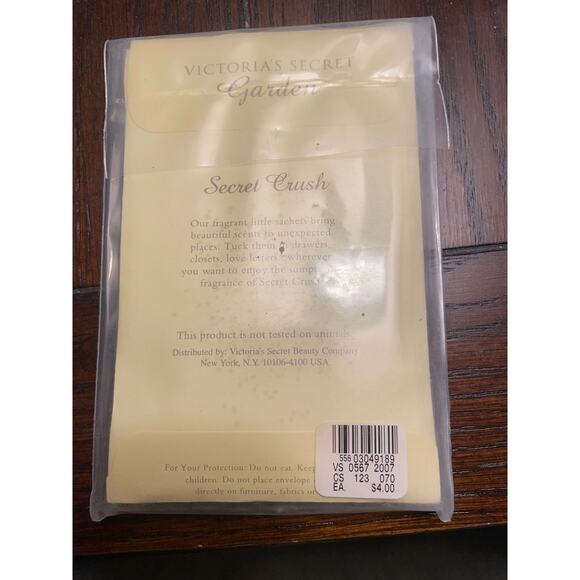 VICTORIA'S SECRET
Garden
Secret Crush
Our fragrant little sachets bring
beautiful scents to unexpected
places. Tuck them drawers,
closets, love letters wherever
you want to enjoy the
fragrance of Secret
This product is not tested on animals.
Distributed by: Victoria's Secret Beauty Company
New York, N.Y. 10106-4100 USA
556 03049189
VS 0567 2007
CS 123 070
EA. $4.00
For Your Protection: Do not eat. Keep
children. Do not place envelope
directly on furniture, fabrics or